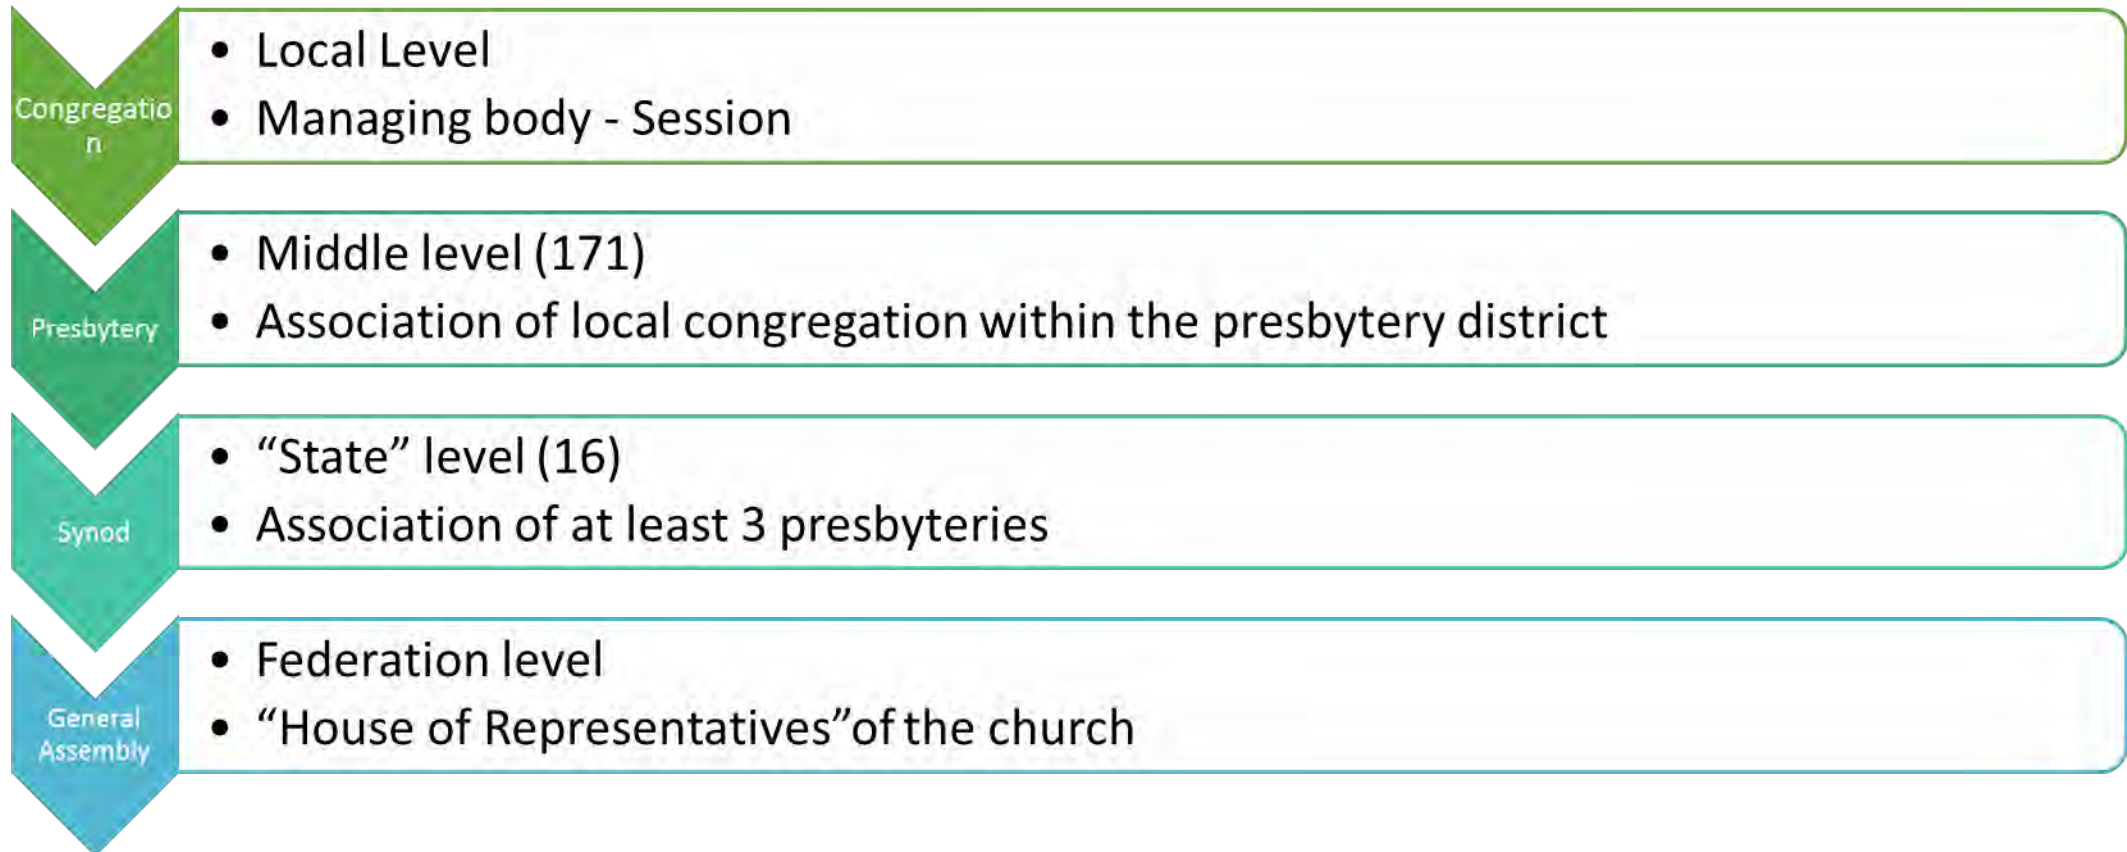 Congregatio
n
• Local Level
• Managing body - Session
Presbytery
• Middle level (171)
• Association of local congregation within the presbytery district
Synod
• “State” level (16)
• Association of at least 3 presbyteries
General
Assembly
• Federation level
• “House of Representatives”of the church